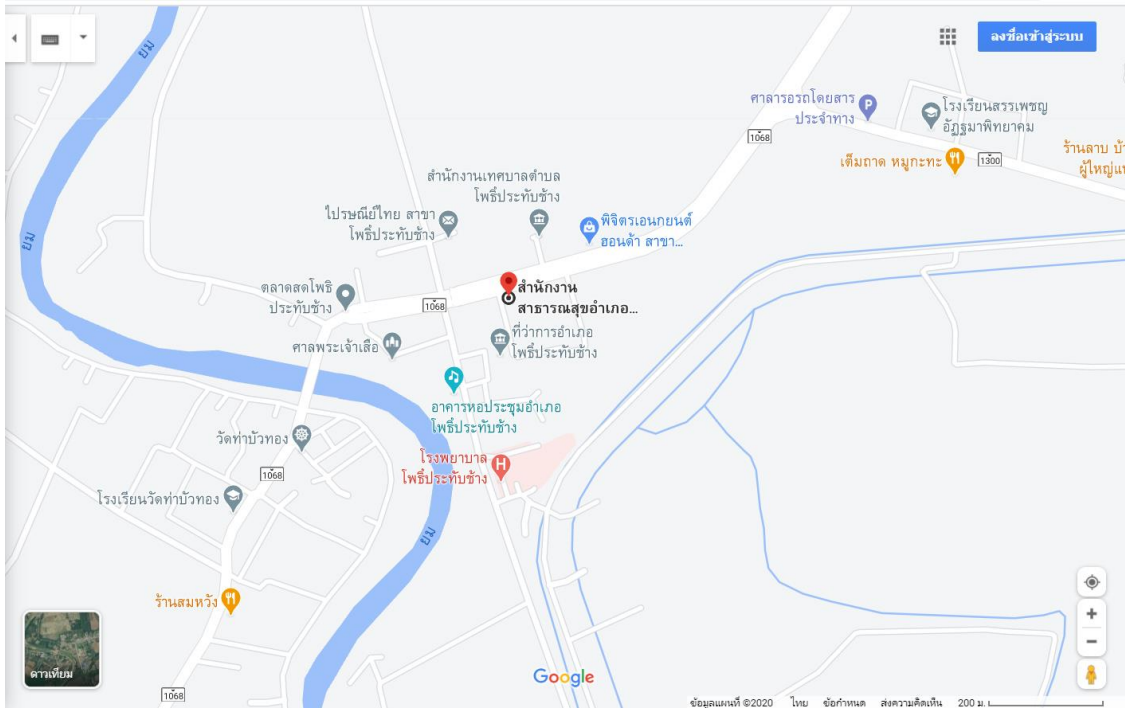 ลงชื่อเข้าสู่ระบบ
ยม
ศาลารอรถโดยสาร
ประจำทาง
โรงเรียนสรรเพชญ
อัฏฐมาพิทยาคม
1068
เต็มถาด หมูกะทะ
1300
ร้านลาบ
ผู้ใหญ่
สำนักงานเทศบาลตำบล
โพธิ์ประทับช้าง
ไปรษณีย์ไทย สาขา
โพธิ์ประทับช้าง
พิจิตรเอนกยนต์
ฮอนด้า สาขา...
ยม
ตลาดสดโพธิ
ประทับช้าง
1068
สำนักงาน
สาธารณสุขอำเภอ...
ศาลพระเจ้าเสือ
ที่ว่าการอำเภอ
โพธิ์ประทับช้าง
อาคารหอประชุมอำเภอ
โพธิ์ประทับช้าง
วัดท่าบัวทอง
โรงพยาบาล
โพธิ์ประทับช้าง
H
1068
โรงเรียนวัดท่าบัวทอง
ยม
ร้านสมหวัง
ดาวเทียม
Google
1068
ข้อมูลแผนที่ ©2020 ไทย ข้อกำหนด ส่งความคิดเห็น 200 ม.